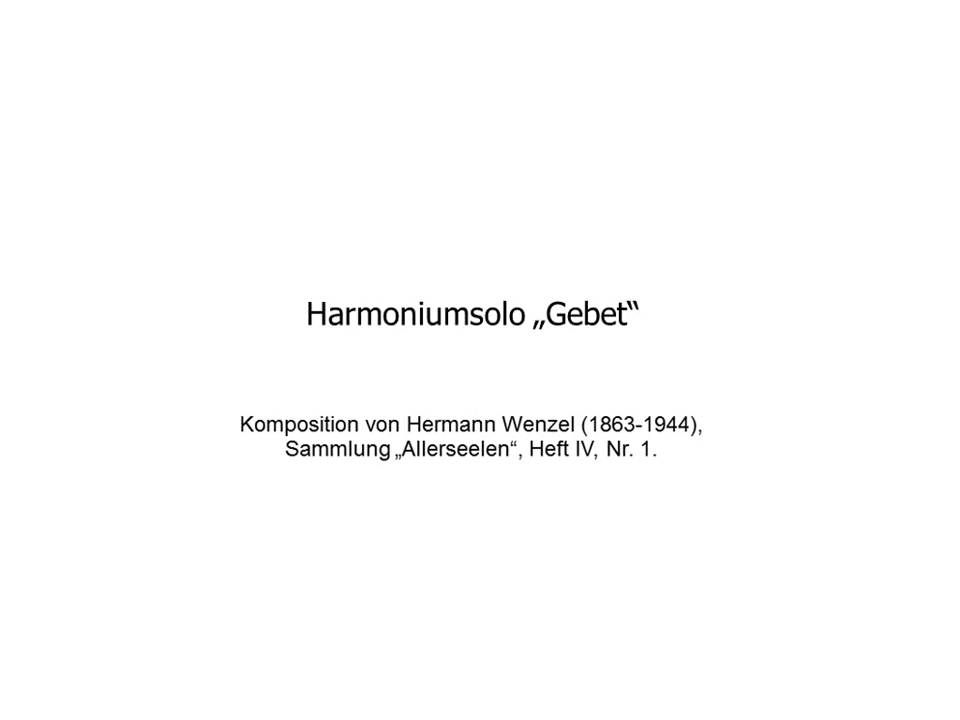 Harmoniumsolo „Gebet“
Komposition von Hermann Wenzel (1863-1944),
Sammlung „Allerseelen“, Heft IV, Nr. 1.